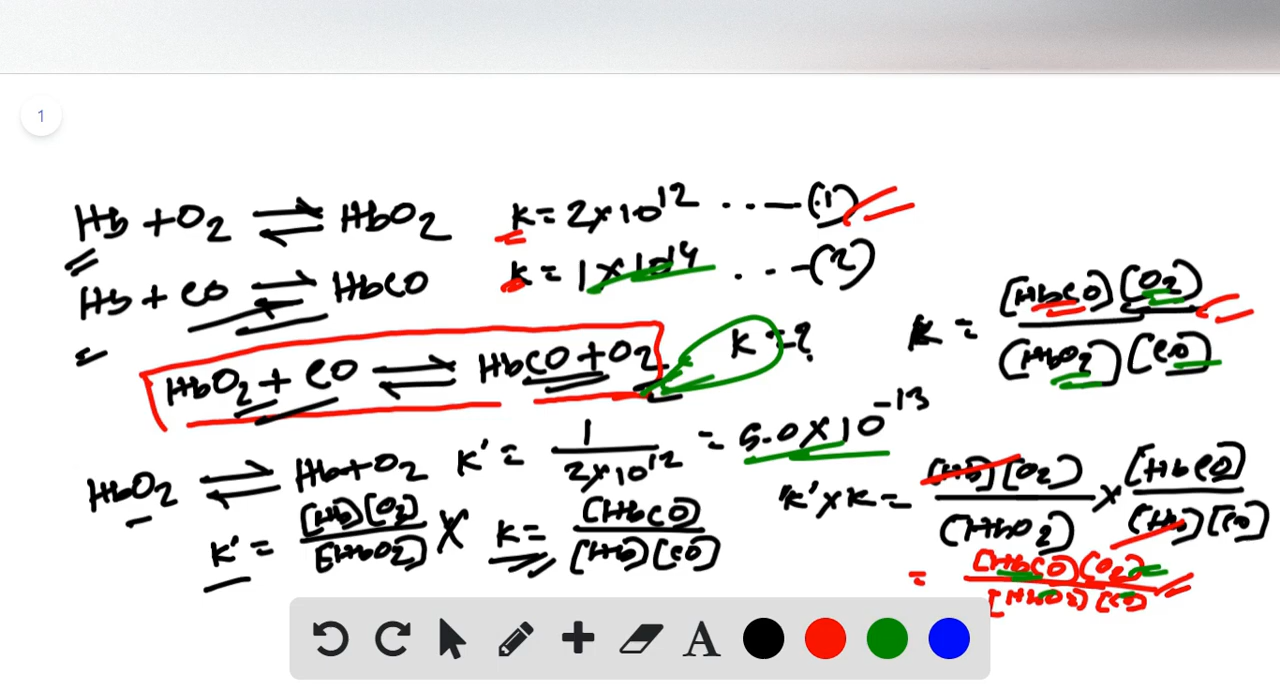 1
Hb + O2 ⇌ HbO2 K = 2×10^12 ... —(1)
Hb + CO ⇌ HbCO K = 1×10^14 ...—(2)
HbO2 + CO ⇌ HbCO + O2 K = ?
K = [HbCO][O2] / [HbO2][CO]
HbO2 ⇌ Hb+O2 K' = 1 / 2×10^12 = 5.0×10^-13
K' = [Hb][O2] / [HbO2] × K = [HbCO] / [Hb][CO]
K'×K = [Hb][O2] / [HbO2] × [HbCO] / [Hb][CO]
= [HbCO][O2] / [HbO2][CO]
A